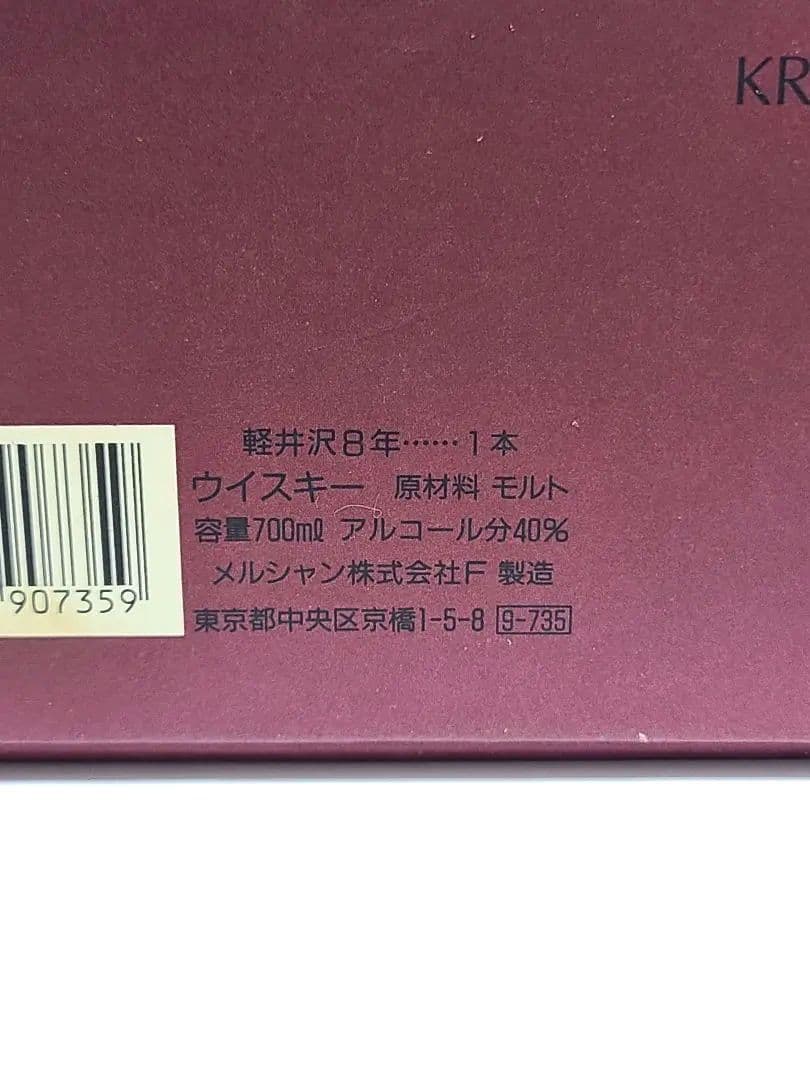 KR
軽井沢8年……1本
ウイスキー 原材料 モルト
容量700mℓ アルコール分40%
メルシャン株式会社F 製造
東京都中央区京橋1-5-8 9-735
907359